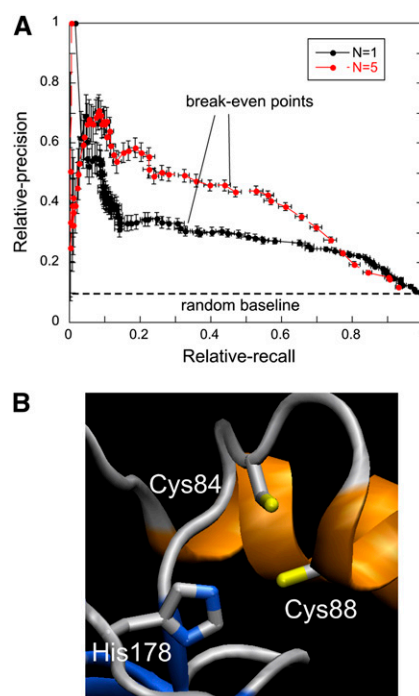 A
1
0.8
0.6
0.4
0.2
0
Relative-precision
N=1
N=5
break-even points
random baseline
0 0.2 0.4 0.6 0.8
Relative-recall
B
Cys84
Cys88
His178